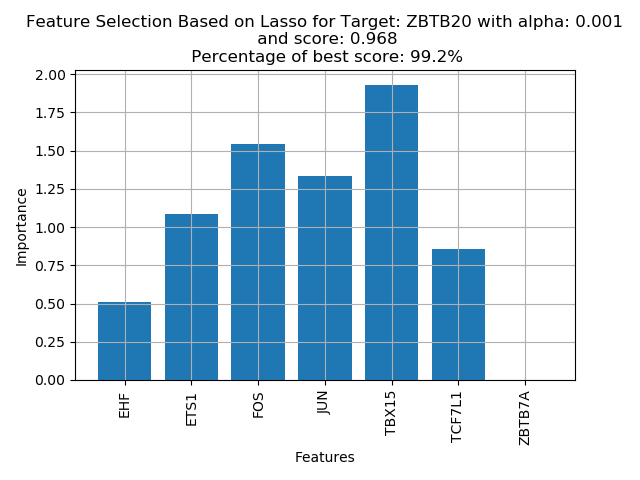 Feature Selection Based on Lasso for Target: ZBTB20 with alpha: 0.001
and score: 0.968
Percentage of best score: 99.2%
2.00
1.75
1.50
1.25
1.00
0.75
0.50
0.25
0.00
Importance
EHF
ETS1
FOS
JUN
TBX15
TCF7L1
ZBTB7A
Features